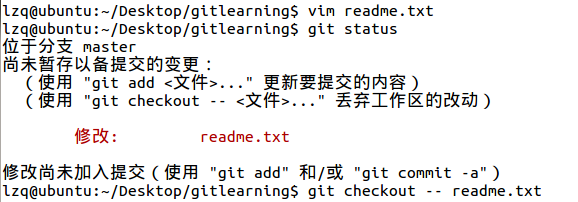 lzq@ubuntu:~/Desktop/gitlearning$ vim readme.txt
lzq@ubuntu:~/Desktop/gitlearning$ git status
位于分支 master
尚未暂存以备提交的变更：
  （使用 "git add <文件>..." 更新要提交的内容）
  （使用 "git checkout -- <文件>..." 丢弃工作区的改动）
修改:      readme.txt
修改尚未加入提交（使用 "git add" 和/或 "git commit -a"）
lzq@ubuntu:~/Desktop/gitlearning$ git checkout -- readme.txt